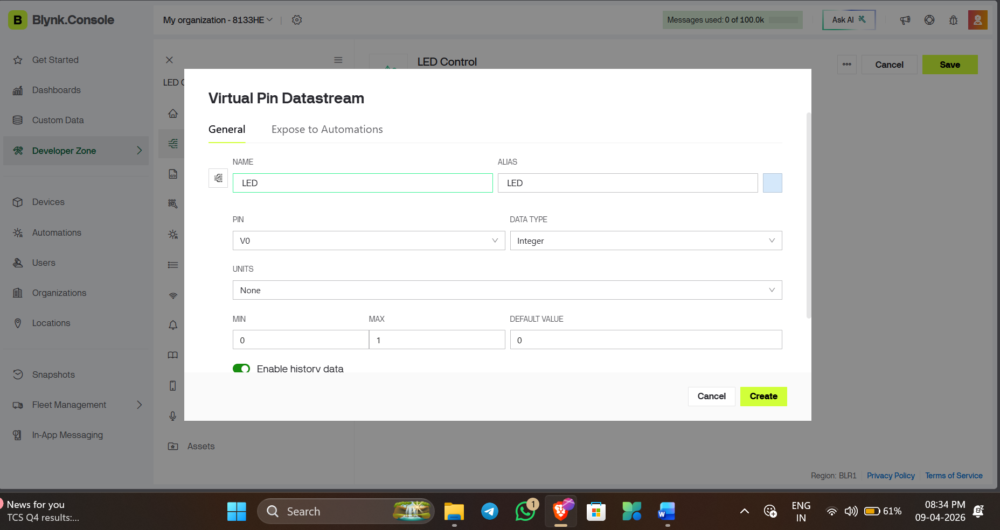 B Blynk.Console
My organization - 8133HE
Messages used: 0 of 100.0k
Ask AI
Get Started
Dashboards
Custom Data
Developer Zone
Devices
Automations
Users
Organizations
Locations
Snapshots
Fleet Management
In-App Messaging
LED C
Assets
LED Control
Cancel
Save
Virtual Pin Datastream
General
Expose to Automations
NAME
ALIAS
LED
LED
PIN
DATA TYPE
V0
Integer
UNITS
None
MIN
MAX
DEFAULT VALUE
0
1
0
Enable history data
Cancel
Create
Region: BLR1
Privacy Policy
Terms of Service
News for you
TCS Q4 results:...
Search
1
ENG
IN
61%
08:34 PM
09-04-2026